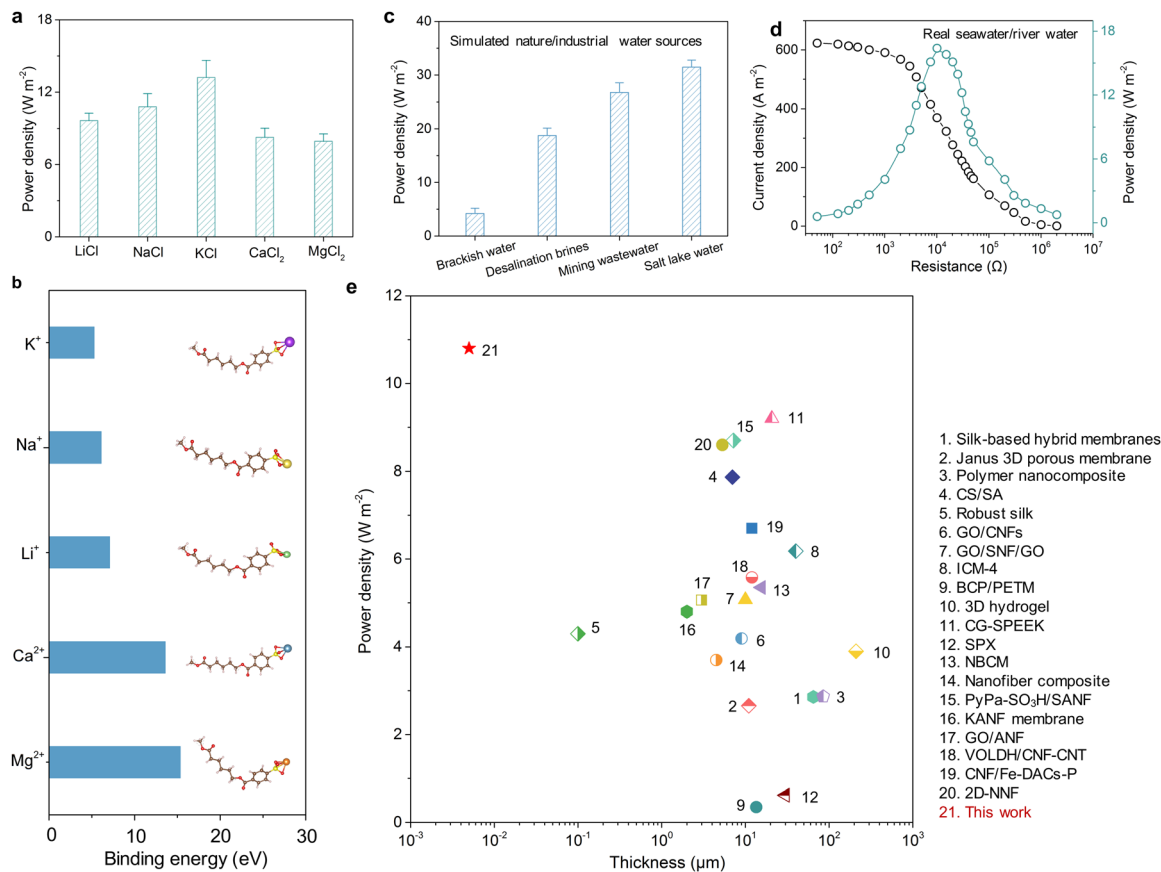 a
18
12
6
0
Power density (W m⁻²)
LiCl
NaCl
KCl
CaCl₂
MgCl₂
c
Simulated nature/industrial water sources
40
30
20
10
0
Power density (W m⁻²)
Brackish water
Desalination brines
Mining wastewater
Salt lake water
d
Real seawater/river water
600
400
200
0
Current density (A m⁻²)
18
12
6
0
Power density (W m⁻²)
10²
10³
10⁴
10⁵
10⁶
10⁷
Resistance (Ω)
b
K⁺
Na⁺
Li⁺
Ca²⁺
Mg²⁺
0
10
20
30
Binding energy (eV)
e
12
10
8
6
4
2
0
Power density (W m⁻²)
21
11
15
20
4
19
8
18
13
17
7
16
5
6
10
14
1
3
2
12
9
10⁻³
10⁻²
10⁻¹
10⁰
10¹
10²
10³
Thickness (μm)
1. Silk-based hybrid membranes
2. Janus 3D porous membrane
3. Polymer nanocomposite
4. CS/SA
5. Robust silk
6. GO/CNFs
7. GO/SNF/GO
8. ICM-4
9. BCP/PETM
10. 3D hydrogel
11. CG-SPEEK
12. SPX
13. NBCM
14. Nanofiber composite
15. PyPa-SO₃H/SANF
16. KANF membrane
17. GO/ANF
18. VOLDH/CNF-CNT
19. CNF/Fe-DACs-P
20. 2D-NNF
21. This work